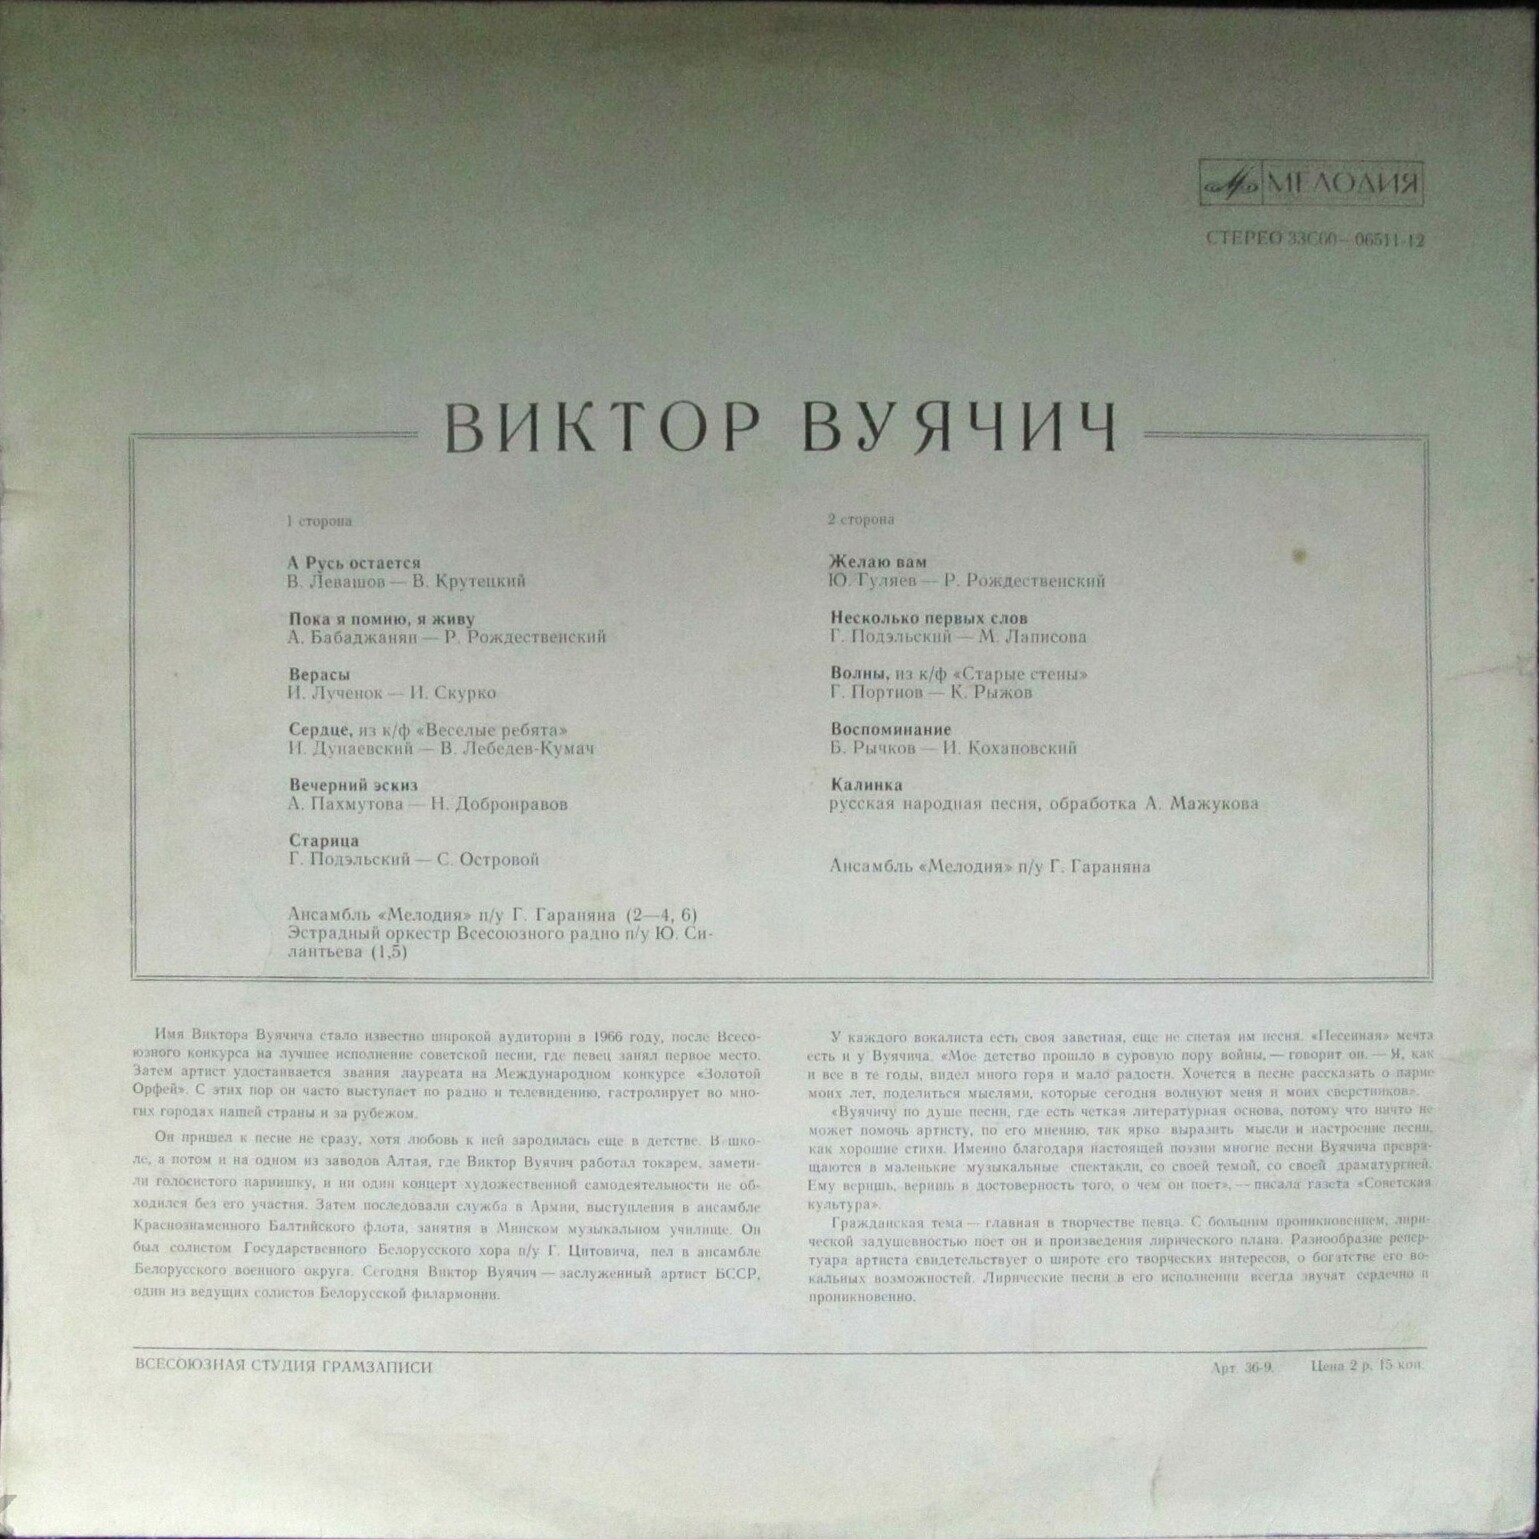 МЕЛОДИЯ
СТЕРЕО 33С60–06511-12
ВИКТОР ВУЯЧИЧ
1 сторона
А Русь остается
В. Левашов — В. Крутецкий
Пока я помню, я живу
А. Бабаджанян — Р. Рождественский
Верасы
И. Лученок — И. Скурко
Сердце, из к/ф «Веселые ребята»
И. Дунаевский — В. Лебедев-Кумач
Вечерний эскиз
А. Пахмутова — Н. Добронравов
Старица
Г. Подэльский — С. Островой
Ансамбль «Мелодия» п/у Г. Гараняна (2—4, 6)
Эстрадный оркестр Всесоюзного радио п/у Ю. Си-
лантьева (1,5)
2 сторона
Желаю вам
Ю. Гуляев — Р. Рождественский
Несколько первых слов
Г. Подэльский — М. Лаписова
Волны, из к/ф «Старые стены»
Г. Портнов — К. Рыжов
Воспоминание
Б. Рычков — И. Кохановский
Калинка
русская народная песня, обработка А. Мажукова
Ансамбль «Мелодия» п/у Г. Гараняна
Имя Виктора Вуячича стало известно широкой аудитории в 1966 году, после Всесо-
юзного конкурса на лучшее исполнение советской песни, где певец занял первое место.
Затем артист удостаивается звания лауреата на Международном конкурсе «Золотой
Орфей». С этих пор он часто выступает по радио и телевидению, гастролирует во мно-
гих городах нашей страны и за рубежом.
Он пришел к песне не сразу, хотя любовь к ней зародилась еще в детстве. В шко-
ле, а потом и на одном из заводов Алтая, где Виктор Вуячич работал токарем, замети-
ли голосистого парнишку, и ни один концерт художественной самодеятельности не об-
ходился без его участия. Затем последовали служба в Армии, выступления в ансамбле
Краснознаменного Балтийского флота, занятия в Минском музыкальном училище. Он
был солистом Государственного Белорусского хора п/у Г. Цитовича, пел в ансамбле
Белорусского военного округа. Сегодня Виктор Вуячич — заслуженный артист БССР,
один из ведущих солистов Белорусской филармонии.
У каждого вокалиста есть своя заветная, еще не спетая им песня. «Песенная» мечта
есть и у Вуячича. «Мое детство прошло в суровую пору войны, — говорит он. — Я, как
и все в те годы, видел много горя и мало радости. Хочется в песне рассказать о парне
моих лет, поделиться мыслями, которые сегодня волнуют меня и моих сверстников».
«Вуячичу по душе песни, где есть четкая литературная основа, потому что ничто не
может помочь артисту, по его мнению, так ярко выразить мысли и настроение песни,
как хорошие стихи. Именно благодаря настоящей поэзии многие песни Вуячича превра-
щаются в маленькие музыкальные спектакли, со своей темой, со своей драматургией.
Ему веришь, веришь в достоверность того, о чем он поет», — писала газета «Советская
культура».
Гражданская тема — главная в творчестве певца. С большим проникновением, лири-
ческой задушевностью поет он и произведения лирического плана. Разнообразие репер-
туара артиста свидетельствует о широте его творческих интересов, о богатстве его во-
кальных возможностей. Лирические песни в его исполнении всегда звучат сердечно и
проникновенно.
ВСЕСОЮЗНАЯ СТУДИЯ ГРАМЗАПИСИ
Арт. 36-9. Цена 2 р. 15 коп.